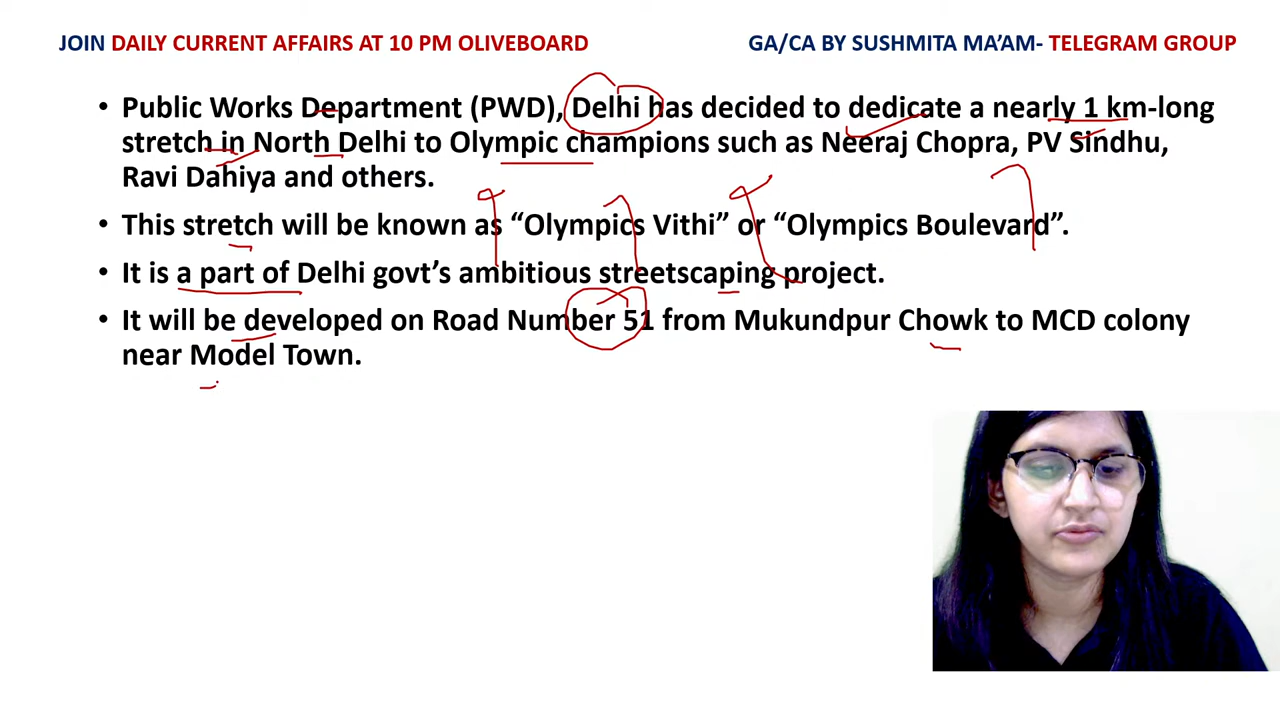 JOIN DAILY CURRENT AFFAIRS AT 10 PM OLIVEBOARD
GA/CA BY SUSHMITA MA’AM- TELEGRAM GROUP
• Public Works Department (PWD), Delhi has decided to dedicate a nearly 1 km-long
stretch in North Delhi to Olympic champions such as Neeraj Chopra, PV Sindhu,
Ravi Dahiya and others.
• This stretch will be known as “Olympics Vithi” or “Olympics Boulevard”.
• It is a part of Delhi govt’s ambitious streetscaping project.
• It will be developed on Road Number 51 from Mukundpur Chowk to MCD colony
near Model Town.